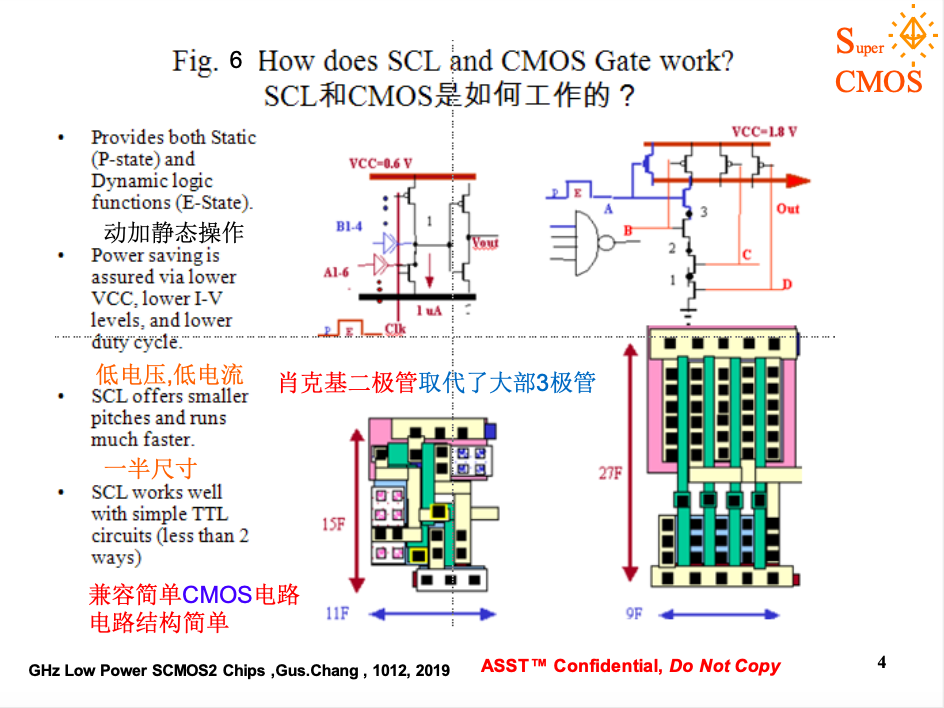 Super
CMOS
Fig. 6 How does SCL and CMOS Gate work?
SCL和CMOS是如何工作的？
• Provides both Static
(P-state) and
Dynamic logic
functions (E-State).
动加静态操作
• Power saving is
assured via lower
VCC, lower I-V
levels, and lower
duty cycle.
低电压,低电流
• SCL offers smaller
pitches and runs
much faster.
一半尺寸
• SCL works well
with simple TTL
circuits (less than 2
ways)
兼容简单CMOS电路
电路结构简单
VCC=0.6 V
B1-4
1
Vout
A1-6
1 uA
P E Clk
VCC=1.8 V
P E
A
Out
3
B
2
C
1
D
肖克基二极管取代了大部3极管
15F
11F
27F
9F
GHz Low Power SCMOS2 Chips ,Gus.Chang , 1012, 2019
ASST™ Confidential, Do Not Copy
4